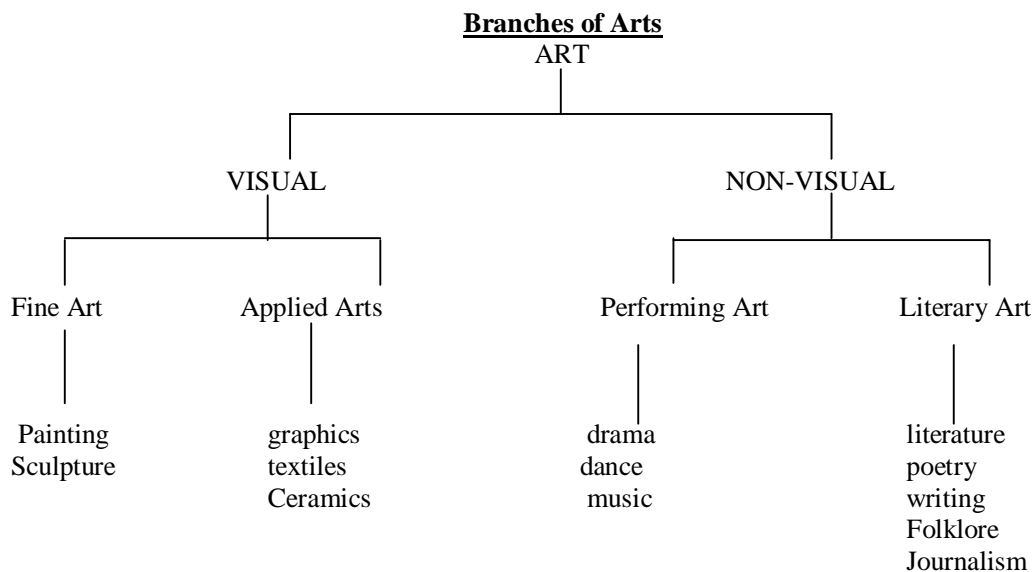 Branches of Arts
ART
VISUAL NON-VISUAL
Fine Art Applied Arts Performing Art Literary Art
Painting graphics drama literature
Sculpture textiles dance poetry
Ceramics music writing
Folklore
Journalism